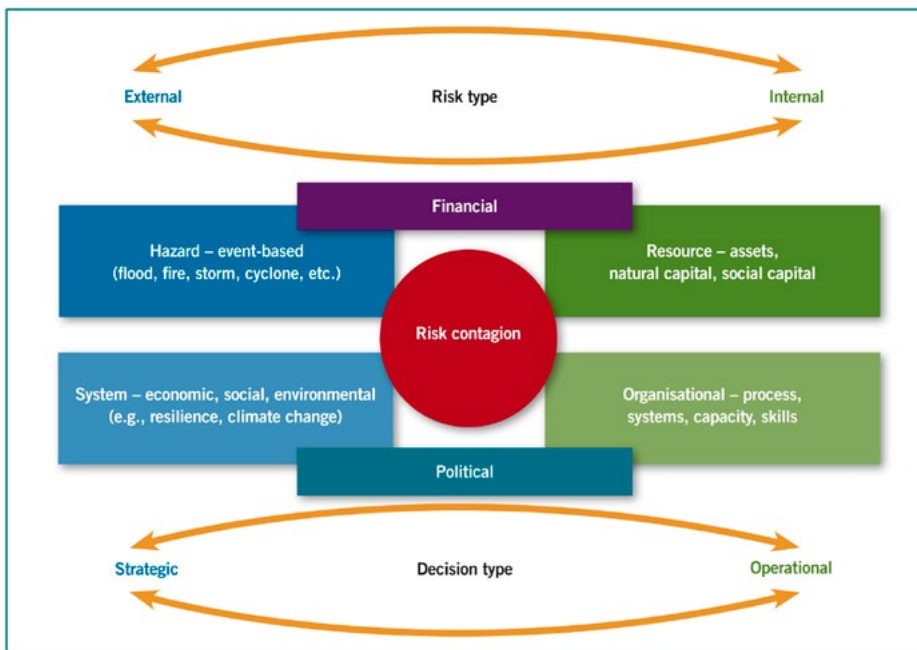 External
Risk type
Internal
Financial
Hazard – event-based
(flood, fire, storm, cyclone, etc.)
Resource – assets,
natural capital, social capital
Risk contagion
System – economic, social, environmental
(e.g., resilience, climate change)
Organisational – process,
systems, capacity, skills
Political
Strategic
Decision type
Operational